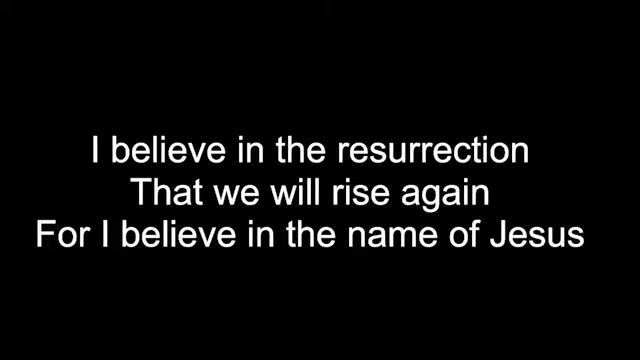 I believe in the resurrection
That we will rise again
For I believe in the name of Jesus